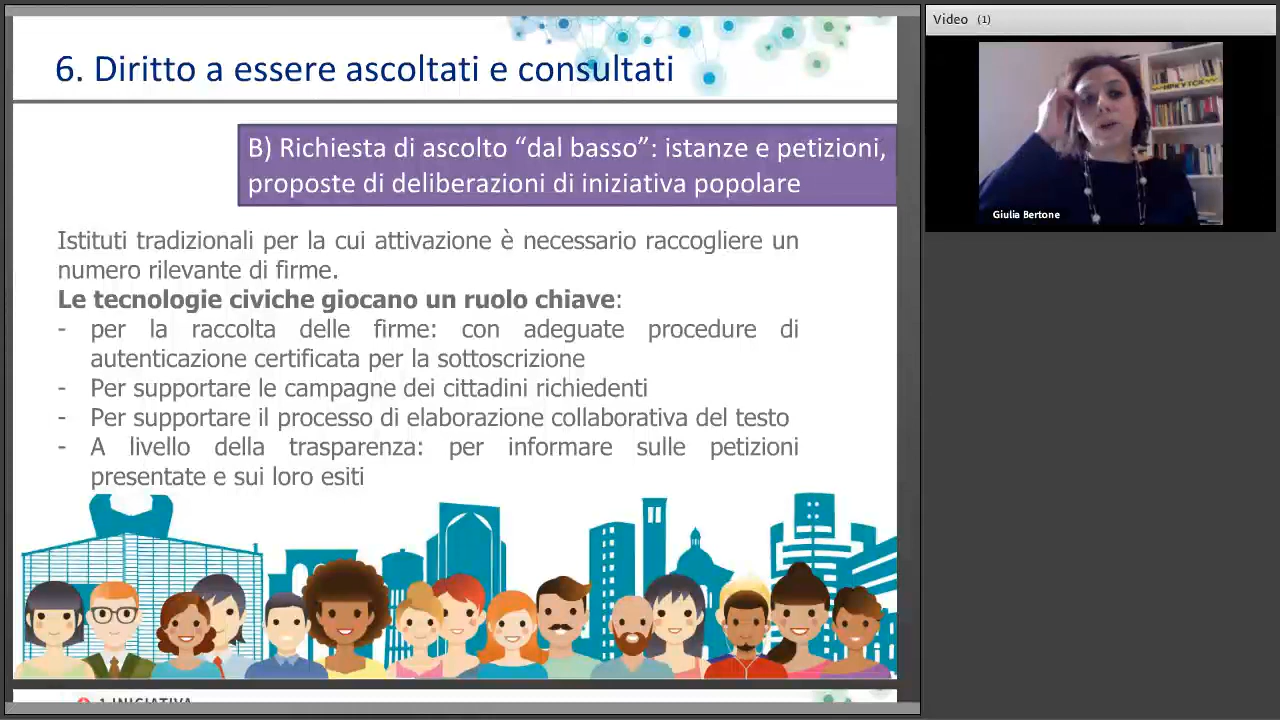 6. Diritto a essere ascoltati e consultati
B) Richiesta di ascolto “dal basso”: istanze e petizioni,
proposte di deliberazioni di iniziativa popolare
Istituti tradizionali per la cui attivazione è necessario raccogliere un
numero rilevante di firme.
Le tecnologie civiche giocano un ruolo chiave:
- per la raccolta delle firme: con adeguate procedure di
autenticazione certificata per la sottoscrizione
- Per supportare le campagne dei cittadini richiedenti
- Per supportare il processo di elaborazione collaborativa del testo
- A livello della trasparenza: per informare sulle petizioni
presentate e sui loro esiti
1 INIZIATIVA
Video (1)
Giulia Bertone